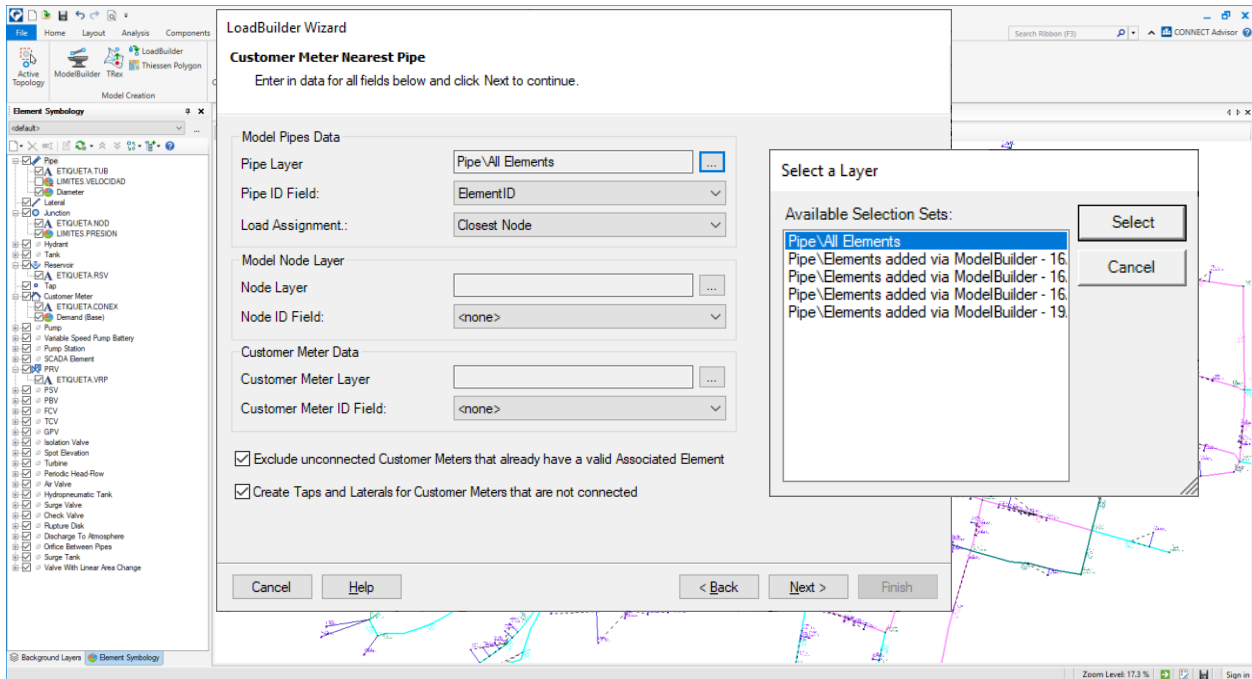 File
Home
Layout
Analysis
Components
Search Ribbon (F3)
CONNECT Advisor
Active
Topology
ModelBuilder
TRex
LoadBuilder
Thiessen Polygon
Model Creation
Element Symbology
<default>
Pipe
ETIQUETA.TUB
LIMITES.VELOCIDAD
Diameter
Lateral
Junction
ETIQUETA.NOD
LIMITES.PRESION
Hydrant
Tank
Reservoir
ETIQUETA.RSV
Tap
Customer Meter
ETIQUETA.CONEX
Demand (Base)
Pump
Variable Speed Pump Battery
Pump Station
SCADA Element
PRV
ETIQUETA.VRP
PSV
PBV
FCV
TCV
GPV
Isolation Valve
Spot Elevation
Turbine
Periodic Head-Flow
Air Valve
Hydropneumatic Tank
Surge Valve
Check Valve
Rupture Disk
Discharge To Atmosphere
Orifice Between Pipes
Surge Tank
Valve With Linear Area Change
Background Layers
Element Symbology
LoadBuilder Wizard
Customer Meter Nearest Pipe
Enter in data for all fields below and click Next to continue.
Model Pipes Data
Pipe Layer
Pipe\All Elements
...
Pipe ID Field:
ElementID
Load Assignment.:
Closest Node
Model Node Layer
Node Layer
...
Node ID Field:
<none>
Customer Meter Data
Customer Meter Layer
...
Customer Meter ID Field:
<none>
Exclude unconnected Customer Meters that already have a valid Associated Element
Create Taps and Laterals for Customer Meters that are not connected
Cancel
Help
< Back
Next >
Finish
Select a Layer
Available Selection Sets:
Pipe\All Elements
Pipe\Elements added via ModelBuilder - 16.
Pipe\Elements added via ModelBuilder - 16.
Pipe\Elements added via ModelBuilder - 16.
Pipe\Elements added via ModelBuilder - 19.
Select
Cancel
Zoom Level: 17.3 %
Sign in